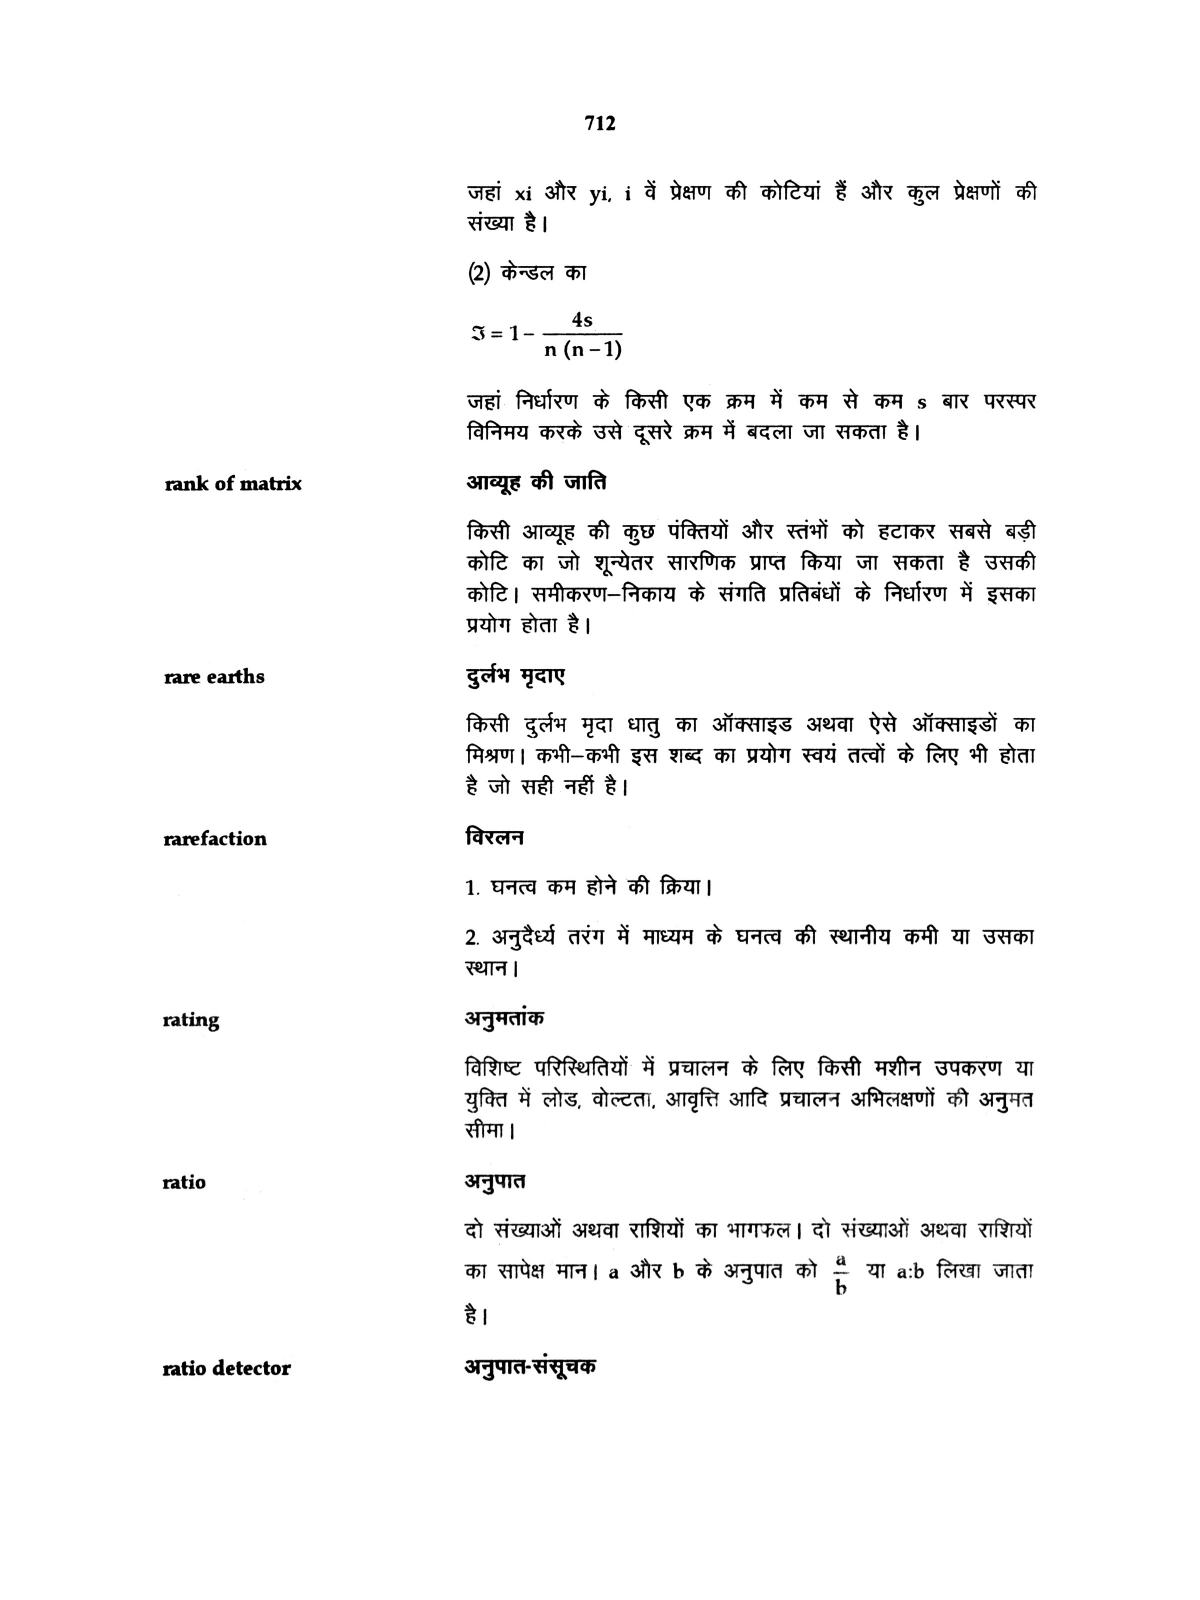 712
जहां xi और yi, i वें प्रेक्षण की कोटियां हैं और कुल प्रेक्षणों की
संख्या है।
(2) केन्डल का
ℑ = 1 - 4s / n (n – 1)
जहां निर्धारण के किसी एक क्रम में कम से कम s बार परस्पर
विनिमय करके उसे दूसरे क्रम में बदला जा सकता है।
rank of matrix आव्यूह की जाति
किसी आव्यूह की कुछ पंक्तियों और स्तंभों को हटाकर सबसे बड़ी
कोटि का जो शून्येतर सारणिक प्राप्त किया जा सकता है उसकी
कोटि। समीकरण–निकाय के संगति प्रतिबंधों के निर्धारण में इसका
प्रयोग होता है।
rare earths दुर्लभ मृदाए
किसी दुर्लभ मृदा धातु का ऑक्साइड अथवा ऐसे ऑक्साइडों का
मिश्रण। कभी–कभी इस शब्द का प्रयोग स्वयं तत्वों के लिए भी होता
है जो सही नहीं है।
rarefaction विरलन
1. घनत्व कम होने की क्रिया।
2. अनुदैर्ध्य तरंग में माध्यम के घनत्व की स्थानीय कमी या उसका
स्थान।
rating अनुमतांक
विशिष्ट परिस्थितियों में प्रचालन के लिए किसी मशीन उपकरण या
युक्ति में लोड, वोल्टता, आवृत्ति आदि प्रचालन अभिलक्षणों की अनुमत
सीमा।
ratio अनुपात
दो संख्याओं अथवा राशियों का भागफल। दो संख्याओं अथवा राशियों
का सापेक्ष मान। a और b के अनुपात को a/b या a:b लिखा जाता
है।
ratio detector अनुपात-संसूचक